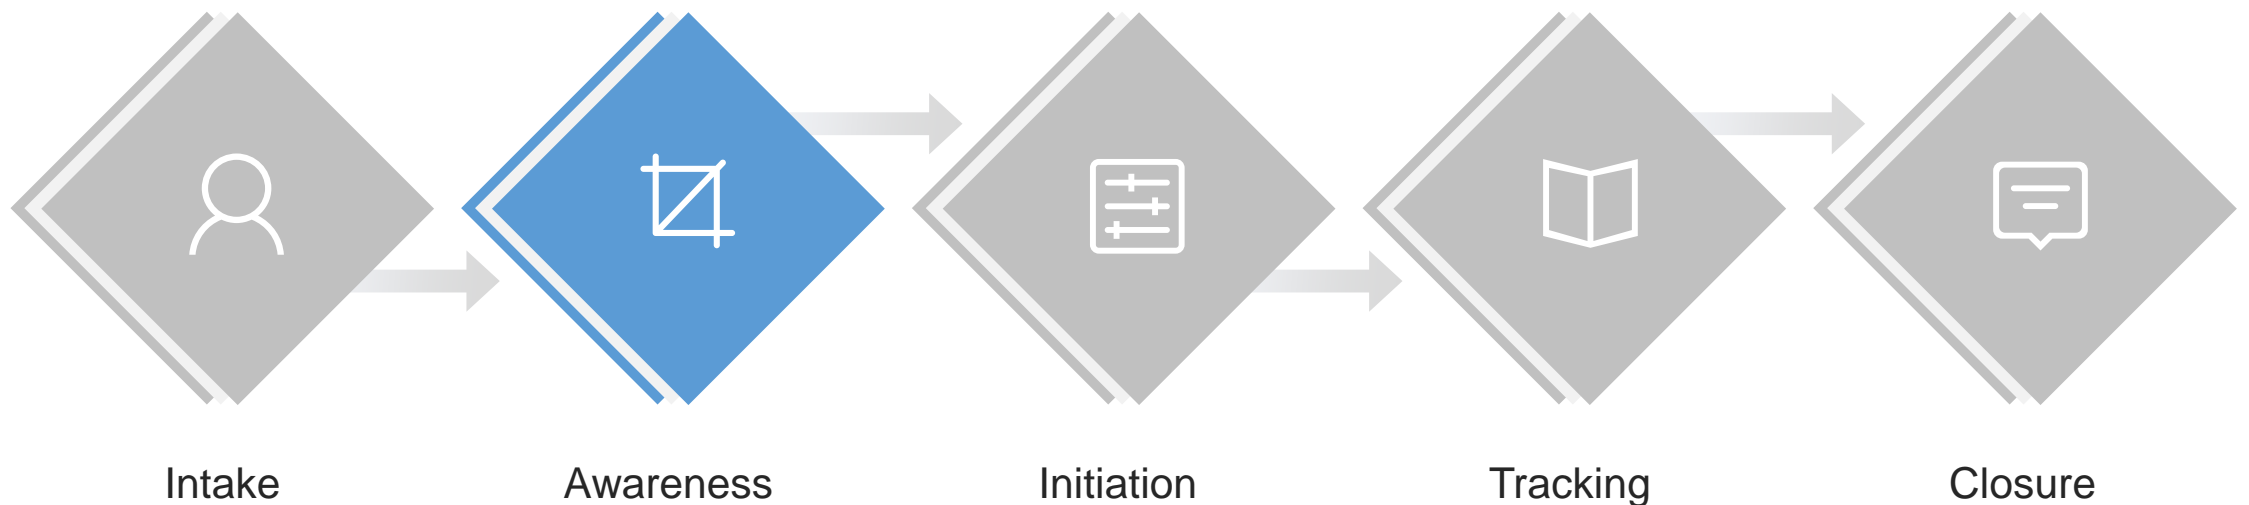 Intake
Awareness
Initiation
Tracking
Closure